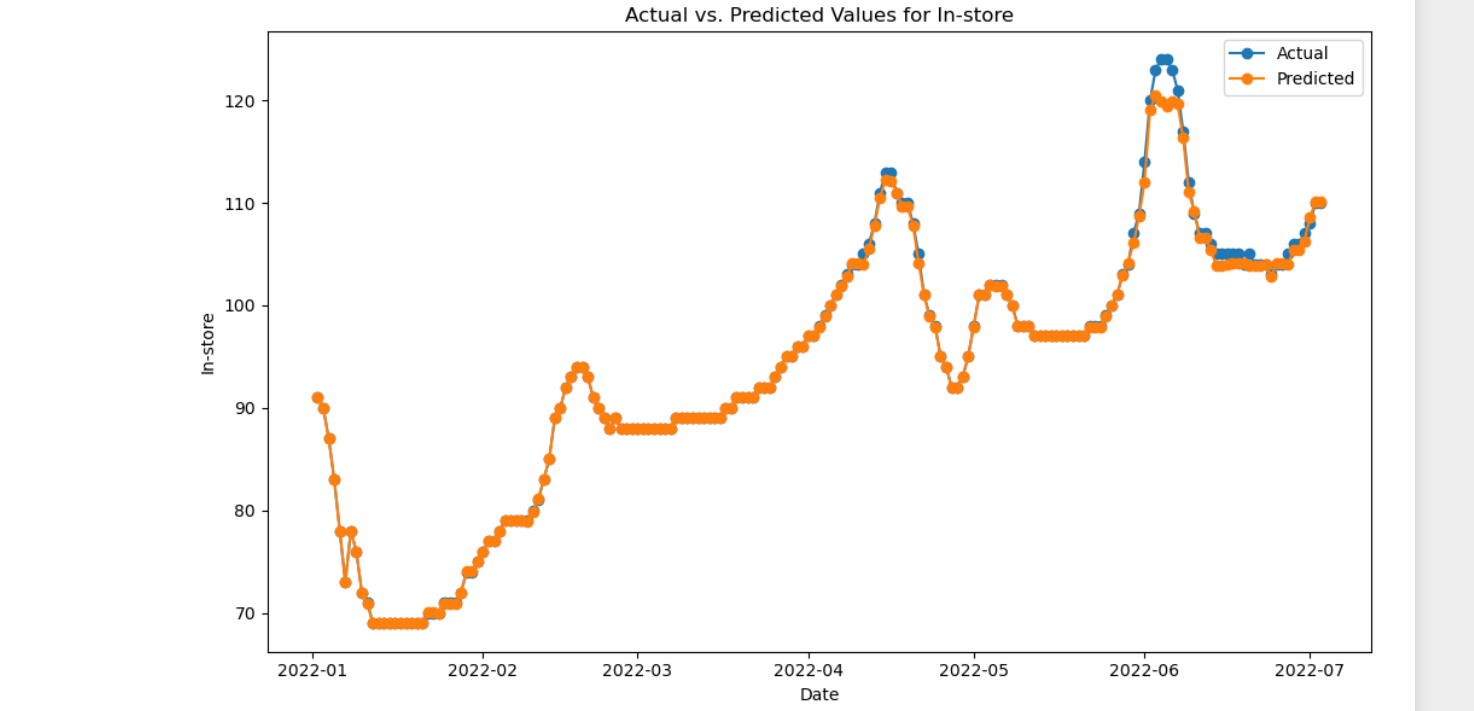 Actual vs. Predicted Values for In-store
Actual
Predicted
120
110
100
90
80
70
In-store
2022-01 2022-02 2022-03 2022-04 2022-05 2022-06 2022-07
Date